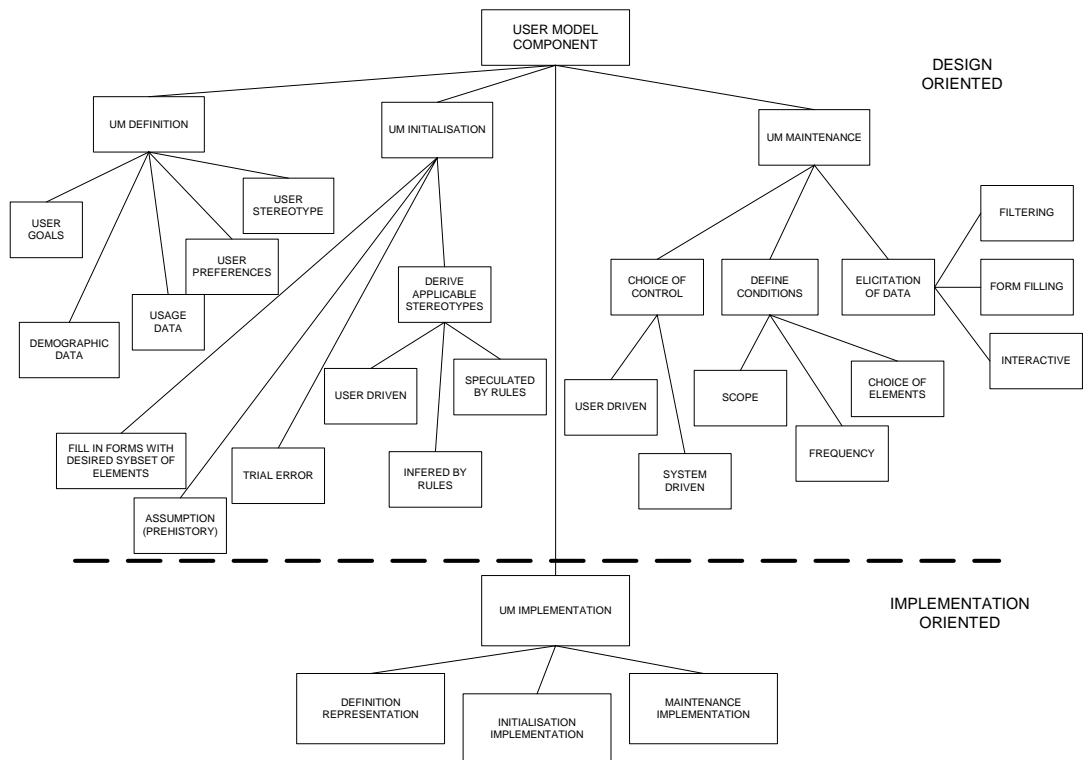 USER MODEL
COMPONENT
DESIGN
ORIENTED
UM DEFINITION
UM INITIALISATION
UM MAINTENANCE
USER
GOALS
USER
STEREOTYPE
USER
PREFERENCES
USAGE
DATA
DEMOGRAPHIC
DATA
DERIVE
APPLICABLE
STEREOTYPES
CHOICE OF
CONTROL
DEFINE
CONDITIONS
ELICITATION
OF DATA
FILTERING
FORM FILLING
INTERACTIVE
USER DRIVEN
SPECULATED
BY RULES
USER DRIVEN
SCOPE
CHOICE OF
ELEMENTS
FILL IN FORMS WITH
DESIRED SYBSET OF
ELEMENTS
TRIAL ERROR
INFERED BY
RULES
SYSTEM
DRIVEN
FREQUENCY
ASSUMPTION
(PREHISTORY)
UM IMPLEMENTATION
IMPLEMENTATION
ORIENTED
DEFINITION
REPRESENTATION
INITIALISATION
IMPLEMENTATION
MAINTENANCE
IMPLEMENTATION